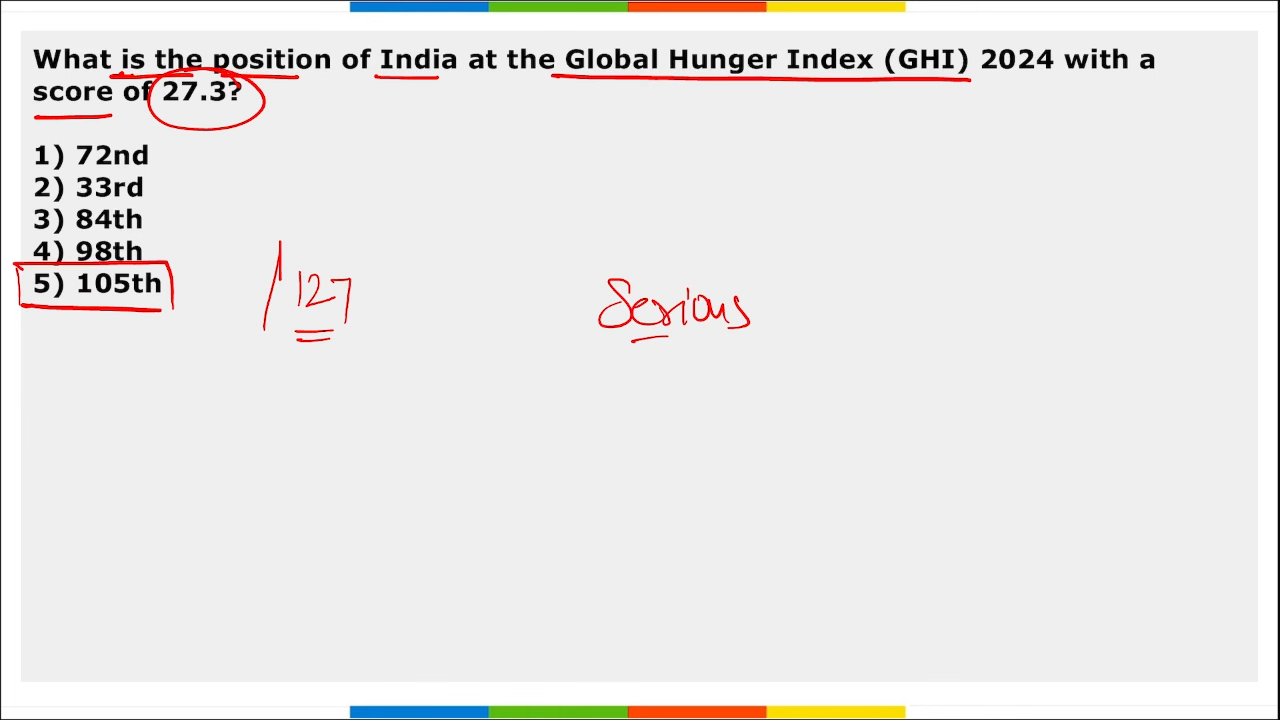 What is the position of India at the Global Hunger Index (GHI) 2024 with a
score of 27.3?
1) 72nd
2) 33rd
3) 84th
4) 98th
5) 105th
/127
Serious